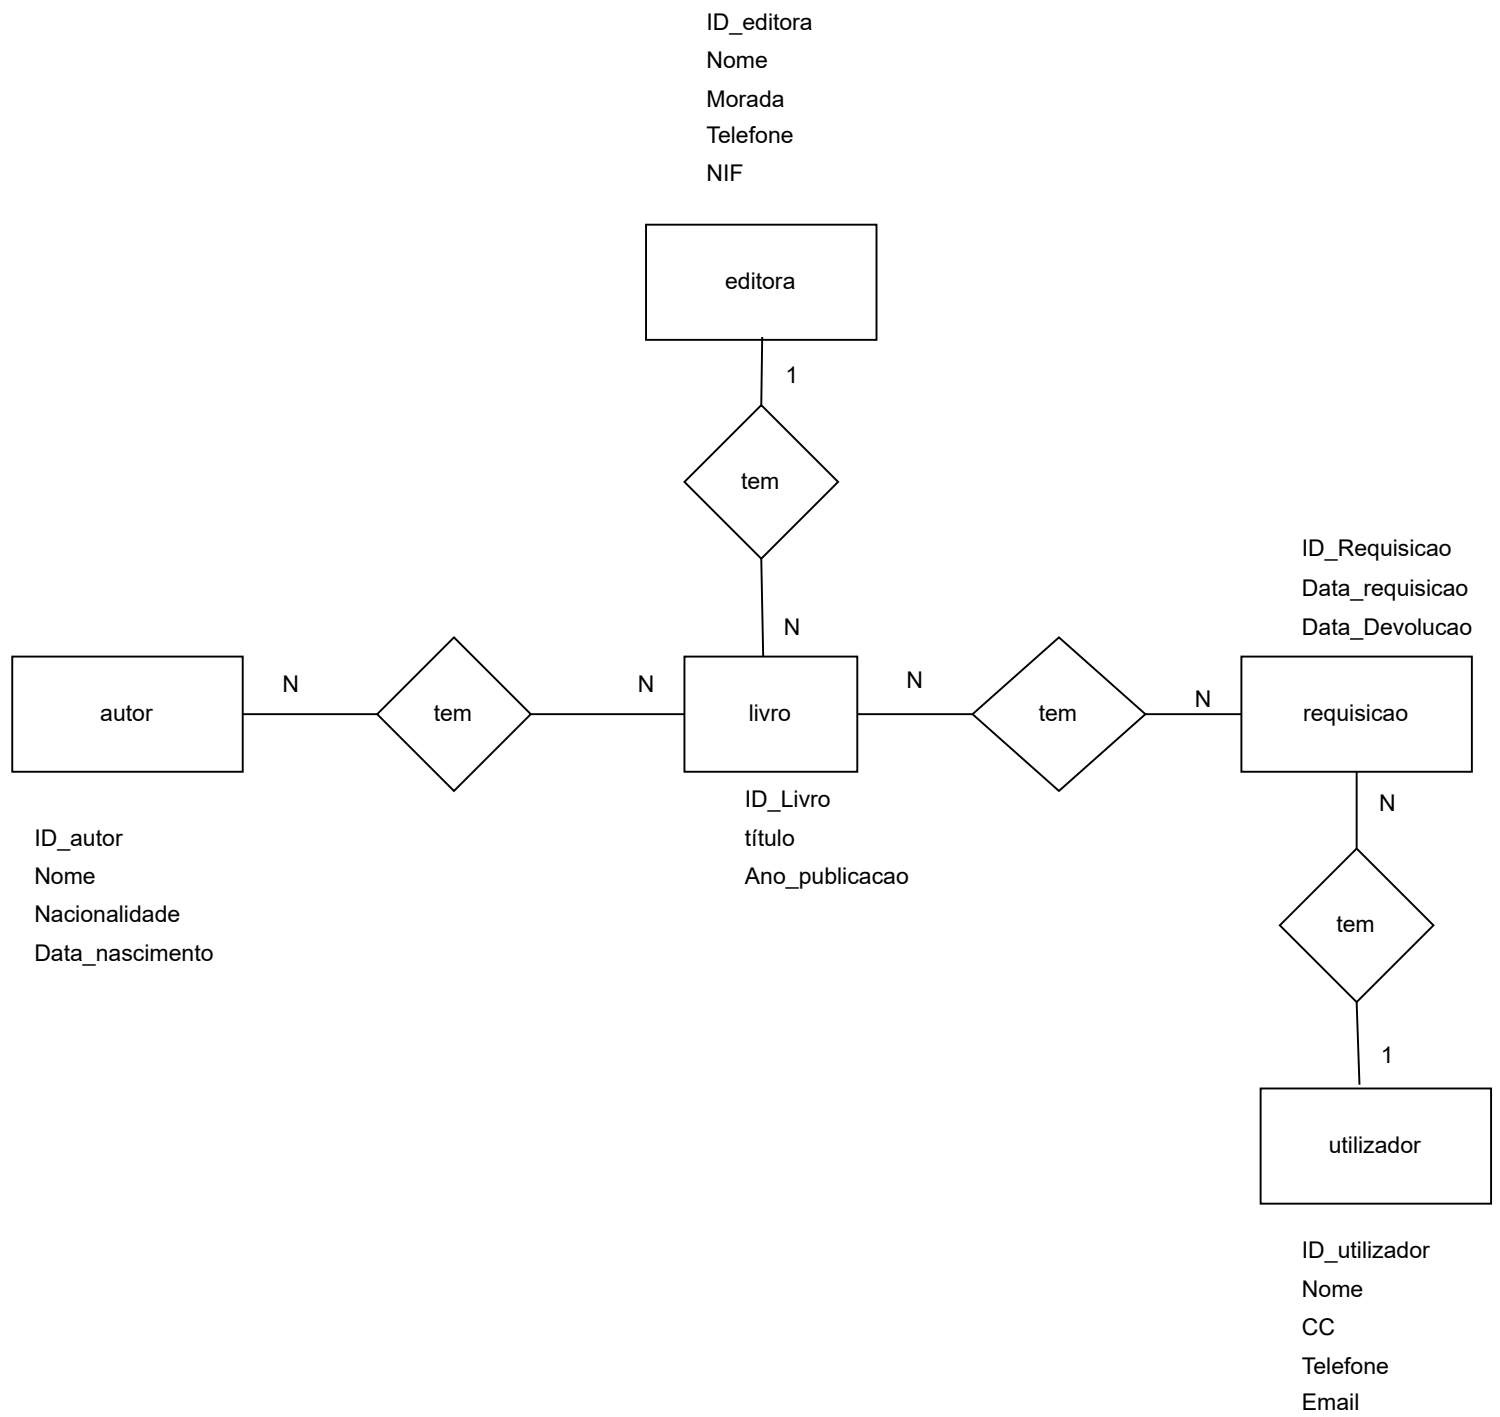 ID_editora
Nome
Morada
Telefone
NIF
editora
1
tem
N
ID_Requisicao
Data_requisicao
Data_Devolucao
autor
N
tem
N
livro
N
tem
N
requisicao
ID_autor
Nome
Nacionalidade
Data_nascimento
ID_Livro
título
Ano_publicacao
N
tem
1
utilizador
ID_utilizador
Nome
CC
Telefone
Email